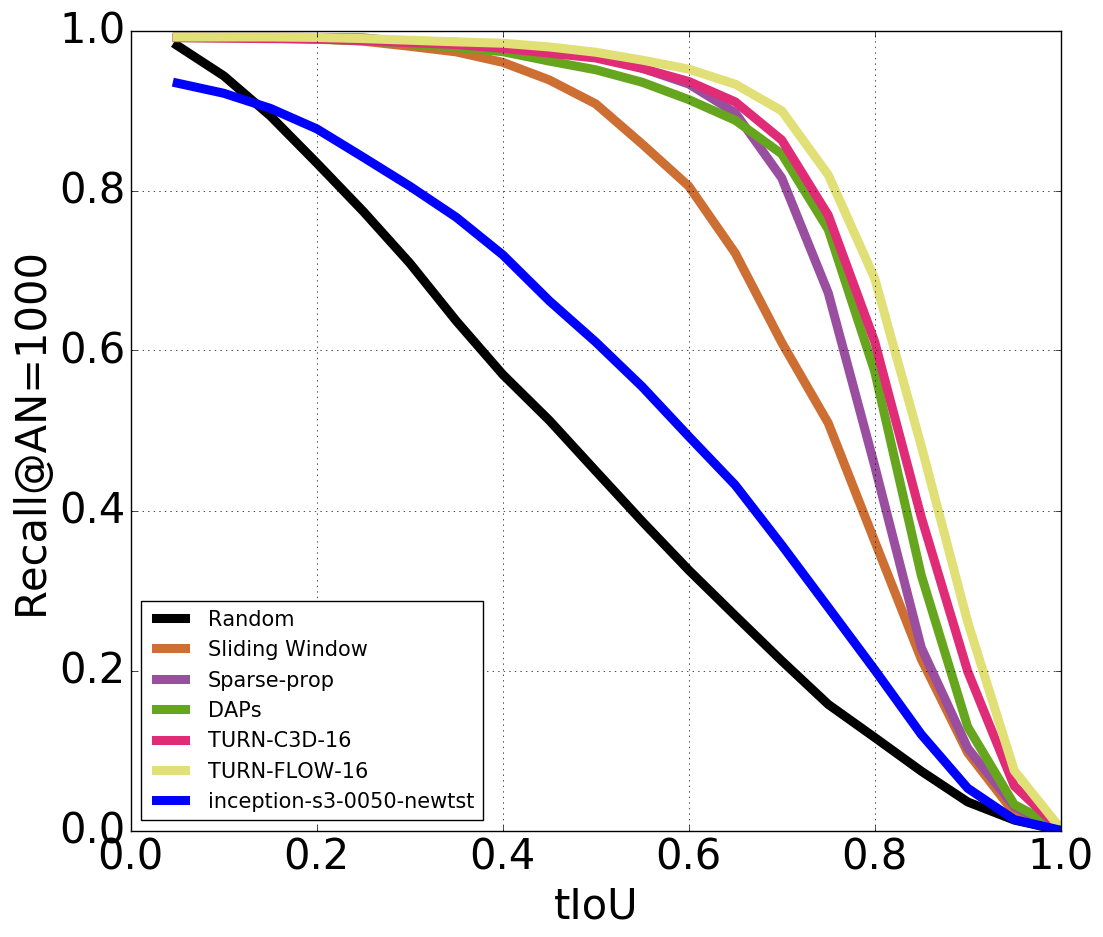 1.0
0.8
0.6
0.4
0.2
0.0
Recall@AN=1000
Random
Sliding Window
Sparse-prop
DAPs
TURN-C3D-16
TURN-FLOW-16
inception-s3-0050-newtst
0.0 0.2 0.4 0.6 0.8 1.0
tIoU